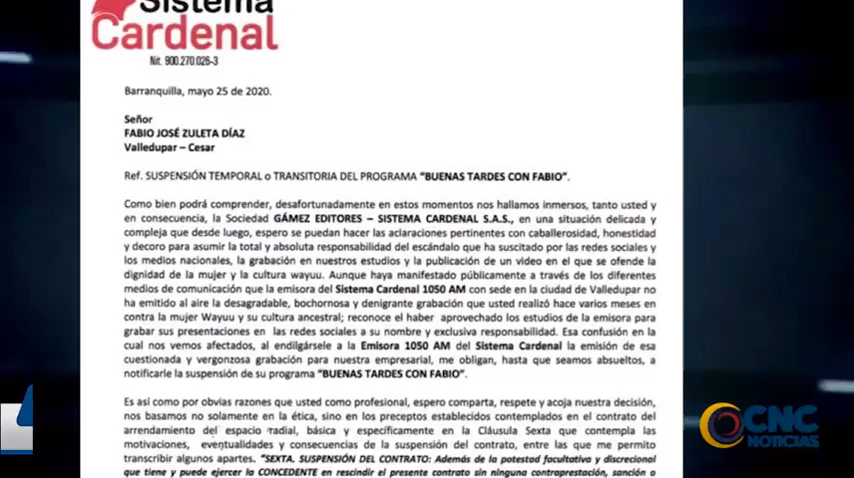 Sistema
Cardenal
Nit. 900.270.026-3
Barranquilla, mayo 25 de 2020.
Señor
FABIO JOSÉ ZULETA DÍAZ
Valledupar – Cesar
Ref. SUSPENSIÓN TEMPORAL o TRANSITORIA DEL PROGRAMA “BUENAS TARDES CON FABIO”.
Como bien podrá comprender, desafortunadamente en estos momentos nos hallamos inmersos, tanto usted y
en consecuencia, la Sociedad GÁMEZ EDITORES – SISTEMA CARDENAL S.A.S., en una situación delicada y
compleja que desde luego, espero se puedan hacer las aclaraciones pertinentes con caballerosidad, honestidad
y decoro para asumir la total y absoluta responsabilidad del escándalo que ha suscitado por las redes sociales y
los medios nacionales, la grabación en nuestros estudios y la publicación de un video en el que se ofende la
dignidad de la mujer y la cultura wayuu. Aunque haya manifestado públicamente a través de los diferentes
medios de comunicación que la emisora del Sistema Cardenal 1050 AM con sede en la ciudad de Valledupar no
ha emitido al aire la desagradable, bochornosa y denigrante grabación que usted realizó hace varios meses en
contra la mujer Wayuu y su cultura ancestral; reconoce el haber aprovechado los estudios de la emisora para
grabar sus presentaciones en las redes sociales a su nombre y exclusiva responsabilidad. Esa confusión en la
cual nos vemos afectados, al endilgársele a la Emisora 1050 AM del Sistema Cardenal la emisión de esa
cuestionada y vergonzosa grabación para nuestra empresarial, me obligan, hasta que seamos absueltos, a
notificarle la suspensión de su programa “BUENAS TARDES CON FABIO”.
Es así como por obvias razones que usted como profesional, espero comparta, respete y acoja nuestra decisión,
nos basamos no solamente en la ética, sino en los preceptos establecidos contemplados en el contrato del
arrendamiento del espacio radial, básica y específicamente en la Cláusula Sexta que contempla las
motivaciones, eventualidades y consecuencias de la suspensión del contrato, entre las que me permito
transcribir algunos apartes. “SEXTA. SUSPENSIÓN DEL CONTRATO: Además de la potestad facultativa y discrecional
que tiene y puede ejercer la CONCEDENTE en rescindir el presente contrato sin ninguna contraprestación, sanción o
CNC
NOTICIAS